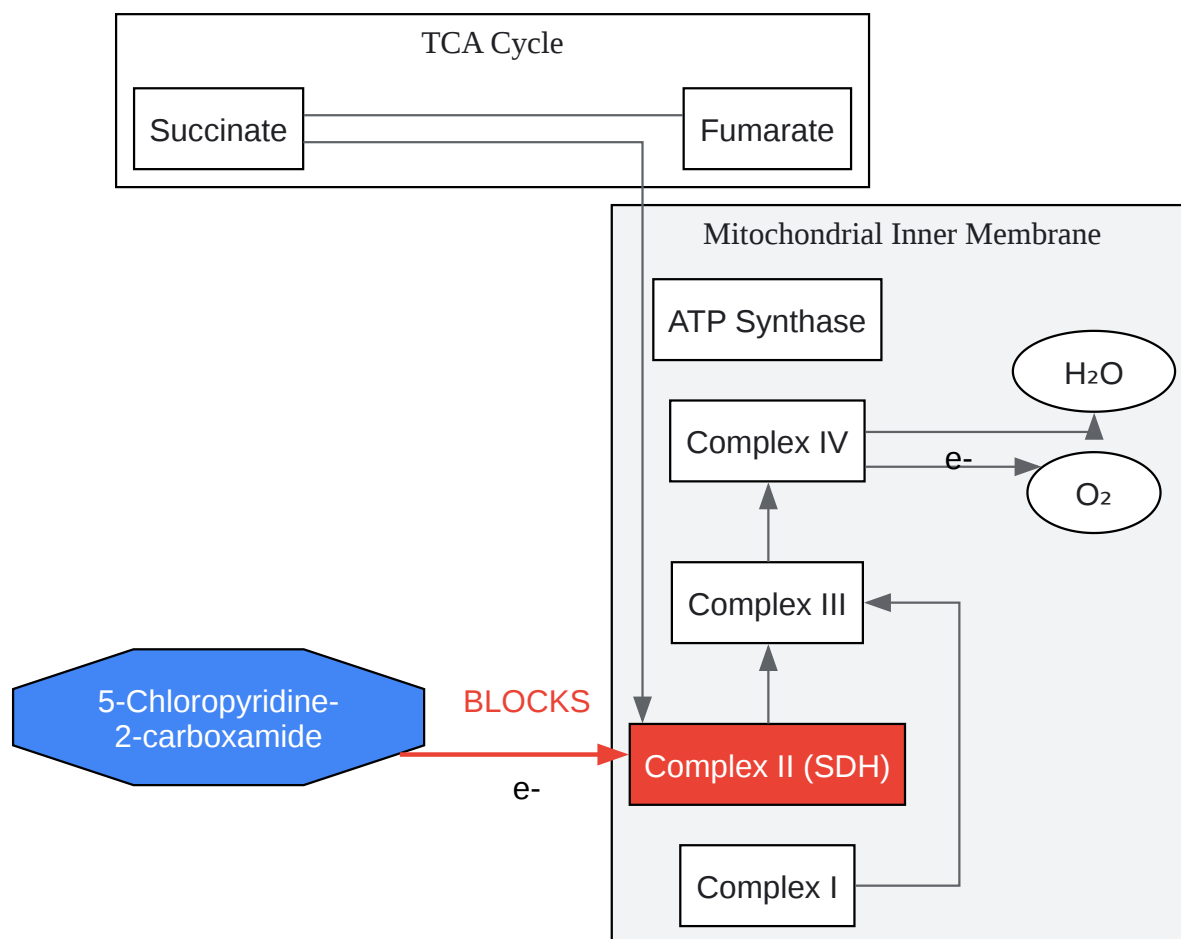 TCA Cycle
Succinate
Fumarate
Mitochondrial Inner Membrane
ATP Synthase
H₂O
Complex IV
e-
O₂
Complex III
5-Chloropyridine-
2-carboxamide
BLOCKS
e-
Complex II (SDH)
Complex I